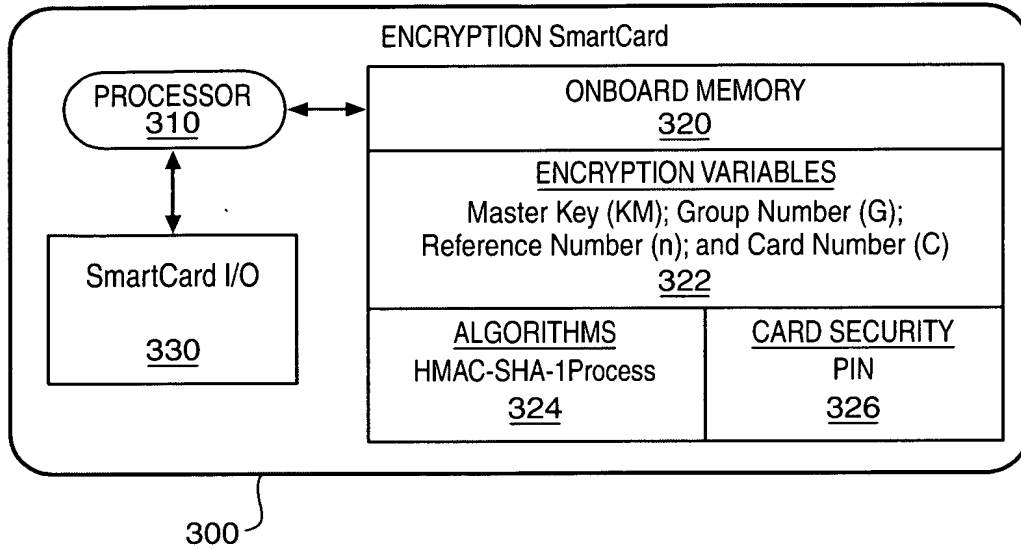 ENCRYPTION SmartCard
PROCESSOR
310
SmartCard I/O
330
ONBOARD MEMORY
320
ENCRYPTION VARIABLES
Master Key (KM); Group Number (G);
Reference Number (n); and Card Number (C)
322
ALGORITHMS
HMAC-SHA-1Process
324
CARD SECURITY
PIN
326
300